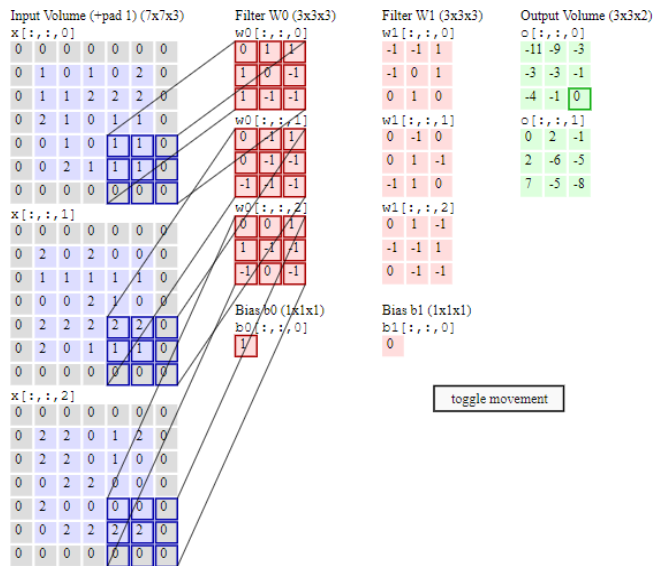 Input Volume (+pad 1) (7x7x3)
x[:,:,0]
0 0 0 0 0 0 0
0 1 0 1 0 2 0
0 1 1 2 2 2 0
0 2 1 0 1 1 0
0 0 1 0 1 1 0
0 0 2 1 1 1 0
0 0 0 0 0 0 0
x[:,:,1]
0 0 0 0 0 0 0
0 2 0 2 0 0 0
0 1 1 1 1 1 0
0 0 0 2 1 0 0
0 2 2 2 2 2 0
0 2 0 1 1 1 0
0 0 0 0 0 0 0
x[:,:,2]
0 0 0 0 0 0 0
0 2 2 0 1 2 0
0 2 2 0 1 0 0
0 0 2 2 0 0 0
0 2 0 0 0 0 0
0 0 2 2 2 2 0
0 0 0 0 0 0 0
Filter W0 (3x3x3)
w0[:,:,0]
0 1 1
1 0 -1
1 -1 -1
w0[:,:,1]
0 -1 1
0 -1 -1
-1 -1 -1
w0[:,:,2]
0 0 1
1 -1 -1
-1 0 -1
Bias b0 (1x1x1)
b0[:,:,0]
1
Filter W1 (3x3x3)
w1[:,:,0]
-1 -1 1
-1 0 1
0 1 0
w1[:,:,1]
0 -1 0
0 1 -1
-1 1 0
w1[:,:,2]
0 1 -1
-1 -1 1
0 -1 -1
Bias b1 (1x1x1)
b1[:,:,0]
0
Output Volume (3x3x2)
o[:,:,0]
-11 -9 -3
-3 -3 -1
-4 -1 0
o[:,:,1]
0 2 -1
2 -6 -5
7 -5 -8
toggle movement